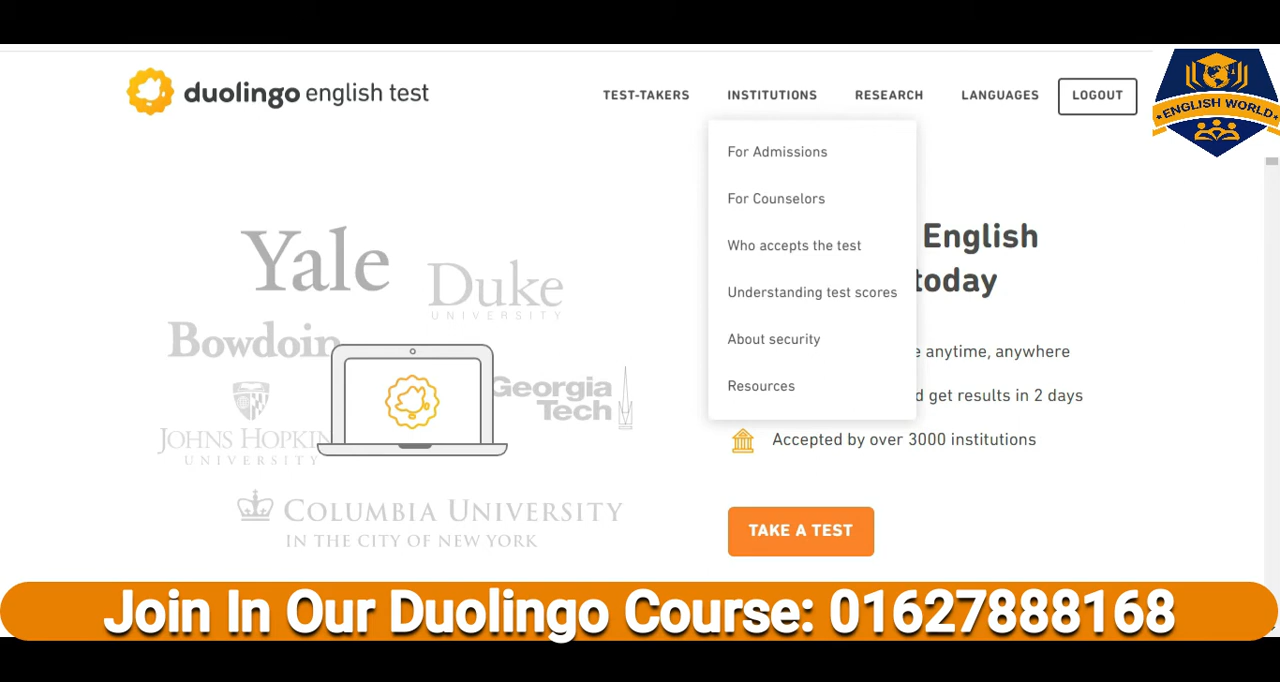 duolingo english test
TEST-TAKERS INSTITUTIONS RESEARCH LANGUAGES LOGOUT
ENGLISH WORLD
For Admissions
For Counselors
Who accepts the test
Understanding test scores
About security
Resources
English
today
anytime, anywhere
get results in 2 days
Accepted by over 3000 institutions
TAKE A TEST
Yale
Duke
UNIVERSITY
Bowdoin
Georgia
Tech
JOHNS HOPKIN
UNIVERSITY
COLUMBIA UNIVERSITY
IN THE CITY OF NEW YORK
Join In Our Duolingo Course: 01627888168